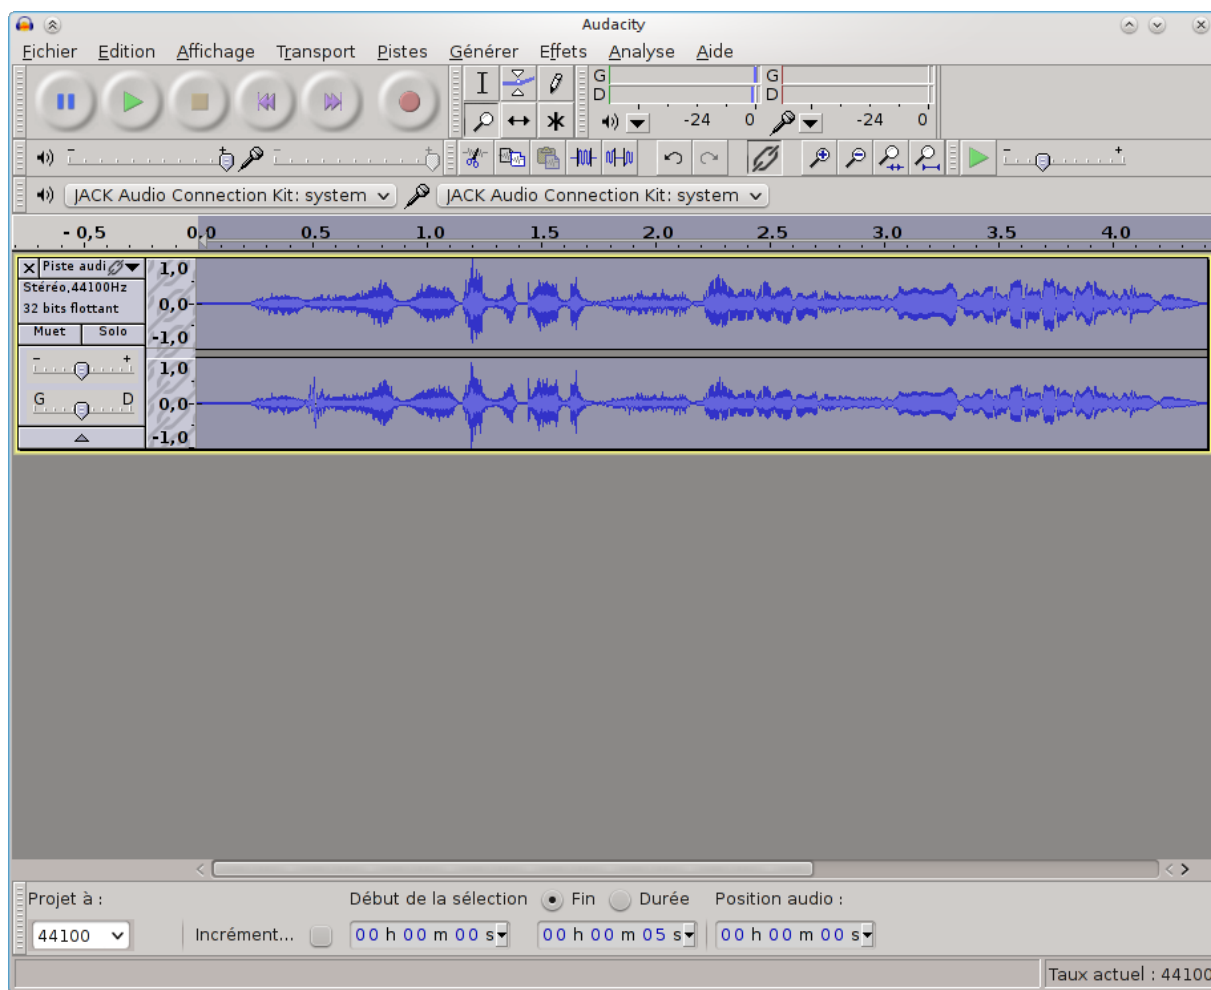 Audacity
Fichier Edition Affichage Transport Pistes Générer Effets Analyse Aide
G G
D D
-24 0 -24 0
- + - +
- +
JACK Audio Connection Kit: system JACK Audio Connection Kit: system
- 0,5 0,0 0.5 1.0 1.5 2.0 2.5 3.0 3.5 4.0
Piste audi 1,0
Stéréo,44100Hz
32 bits flottant 0,0
Muet Solo -1,0
- + 1,0
G D 0,0
-1,0
Projet à : Début de la sélection Fin Durée Position audio :
44100 Incrément... 00 h 00 m 00 s 00 h 00 m 05 s 00 h 00 m 00 s
Taux actuel : 44100